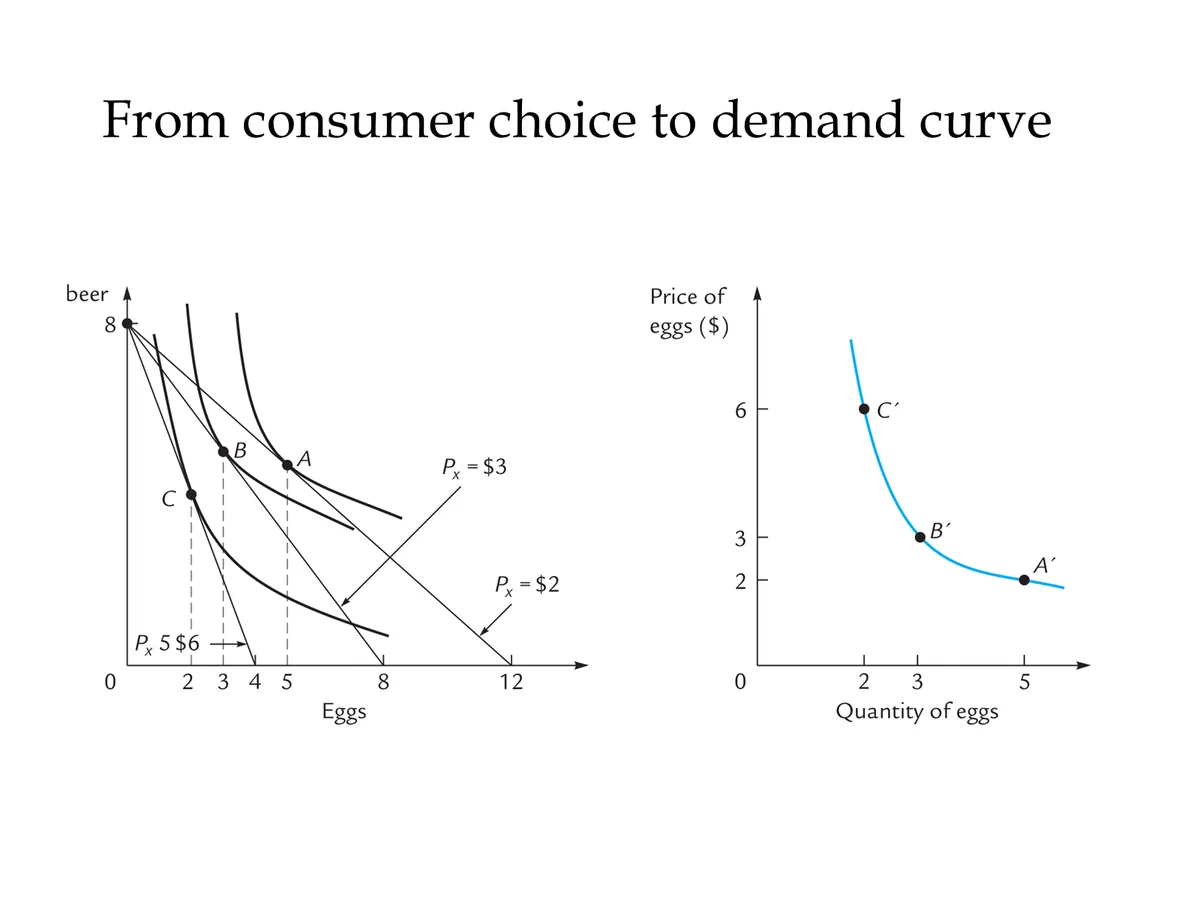 From consumer choice to demand curve
beer
8
B
A
C
Px = $3
Px = $2
Px 5 $6
0
2 3 4 5 8 12
Eggs
Price of
eggs ($)
6
C′
3
B′
2
A′
0
2 3 5
Quantity of eggs